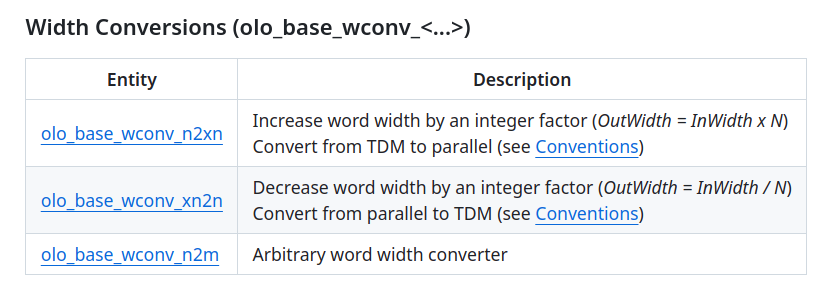 Width Conversions (olo_base_wconv_<...>)
Entity Description
olo_base_wconv_n2xn
Increase word width by an integer factor (OutWidth = InWidth x N)
Convert from TDM to parallel (see Conventions)
olo_base_wconv_xn2n
Decrease word width by an integer factor (OutWidth = InWidth / N)
Convert from parallel to TDM (see Conventions)
olo_base_wconv_n2m Arbitrary word width converter